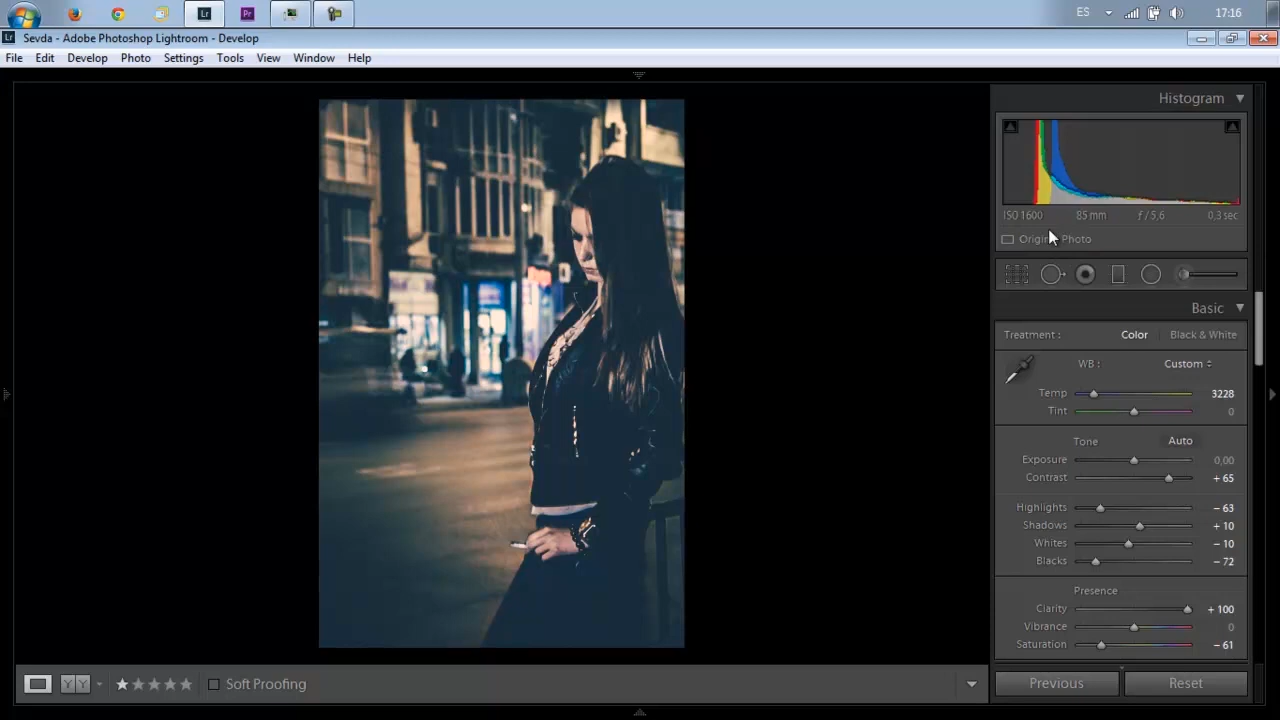 ES 17:16
Sevda - Adobe Photoshop Lightroom - Develop
File Edit Develop Photo Settings Tools View Window Help
Histogram
ISO 1600 85 mm ƒ / 5,6 0,3 sec
Original Photo
Basic
Treatment : Color Black & White
WB : Custom
Temp 3228
Tint 0
Tone Auto
Exposure 0,00
Contrast + 65
Highlights − 63
Shadows + 10
Whites − 10
Blacks − 72
Presence
Clarity + 100
Vibrance 0
Saturation − 61
Soft Proofing
Previous Reset